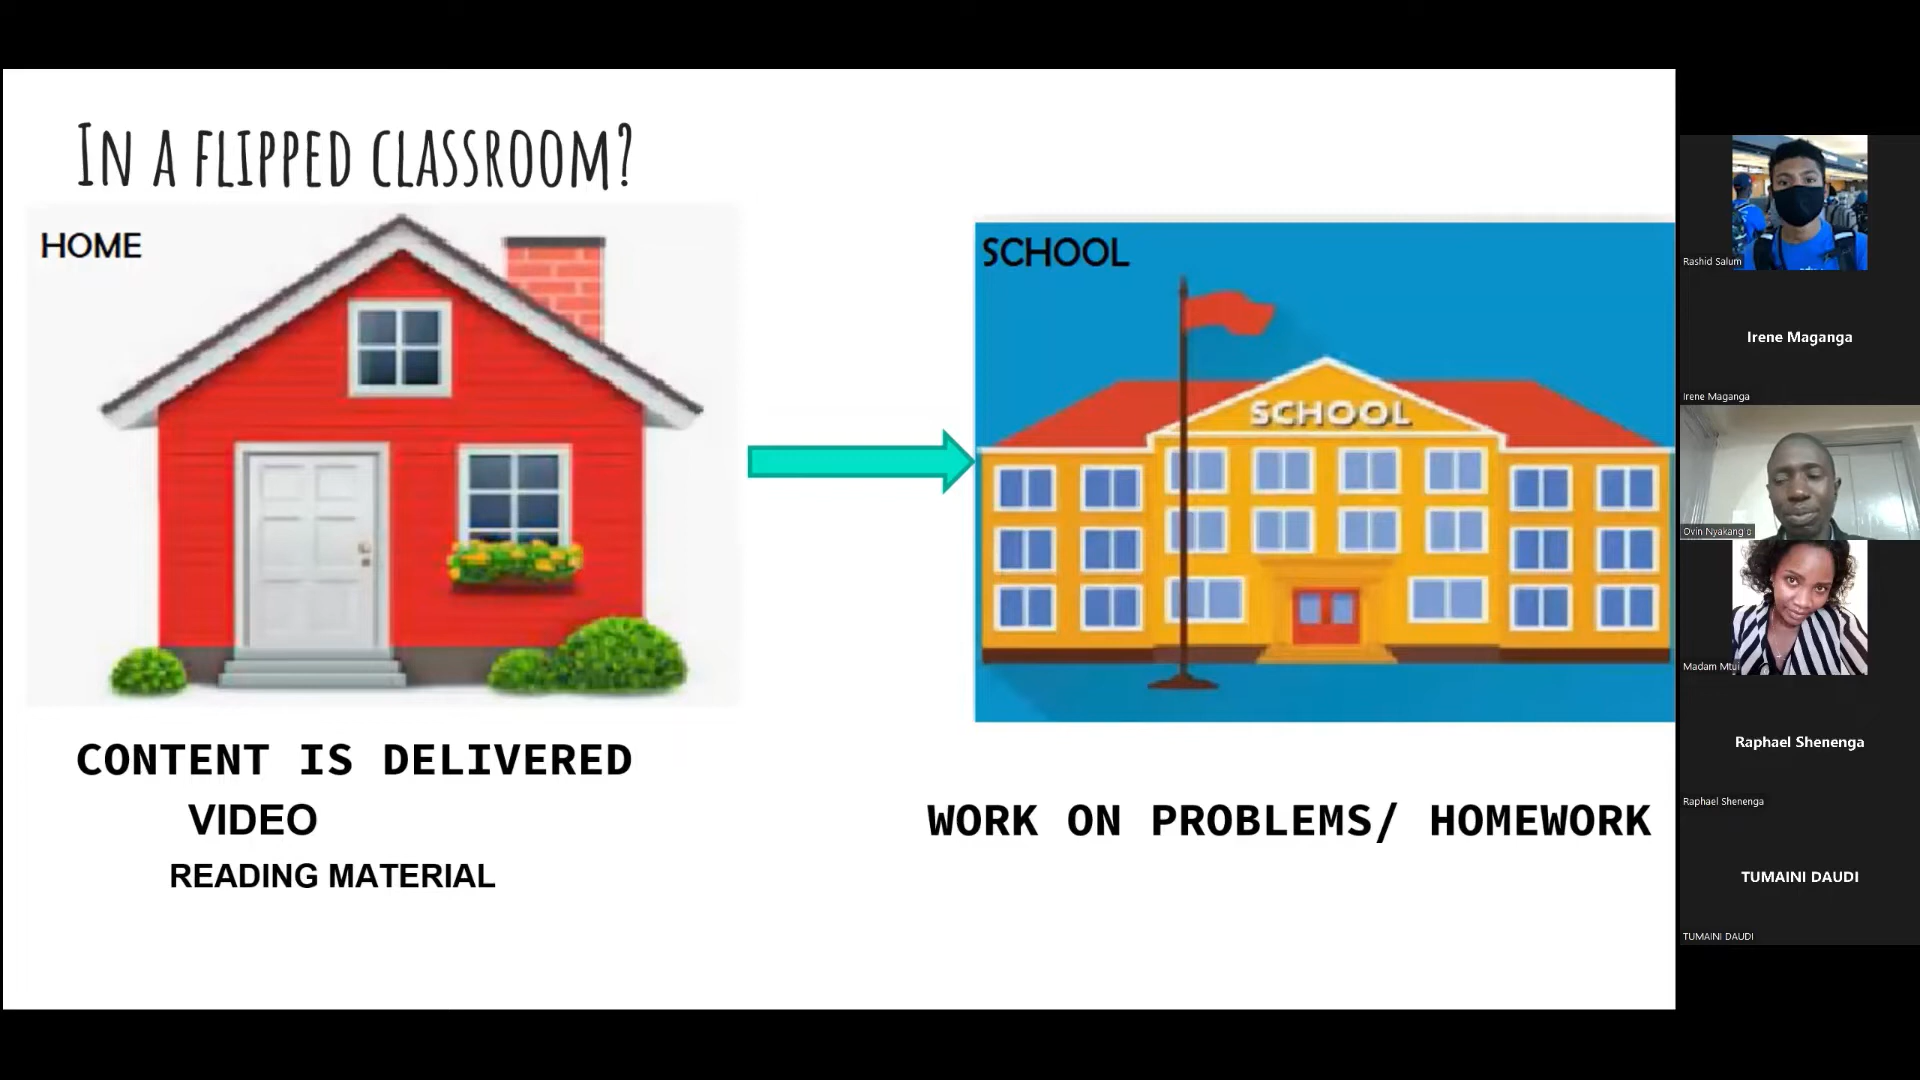 In a flipped classroom?
HOME
SCHOOL
SCHOOL
CONTENT IS DELIVERED
VIDEO
READING MATERIAL
WORK ON PROBLEMS/ HOMEWORK
Rashid Salum
Irene Maganga
Irene Maganga
Ovin Nyakang'o
Madam Mtui
Raphael Shenenga
Raphael Shenenga
TUMAINI DAUDI
TUMAINI DAUDI